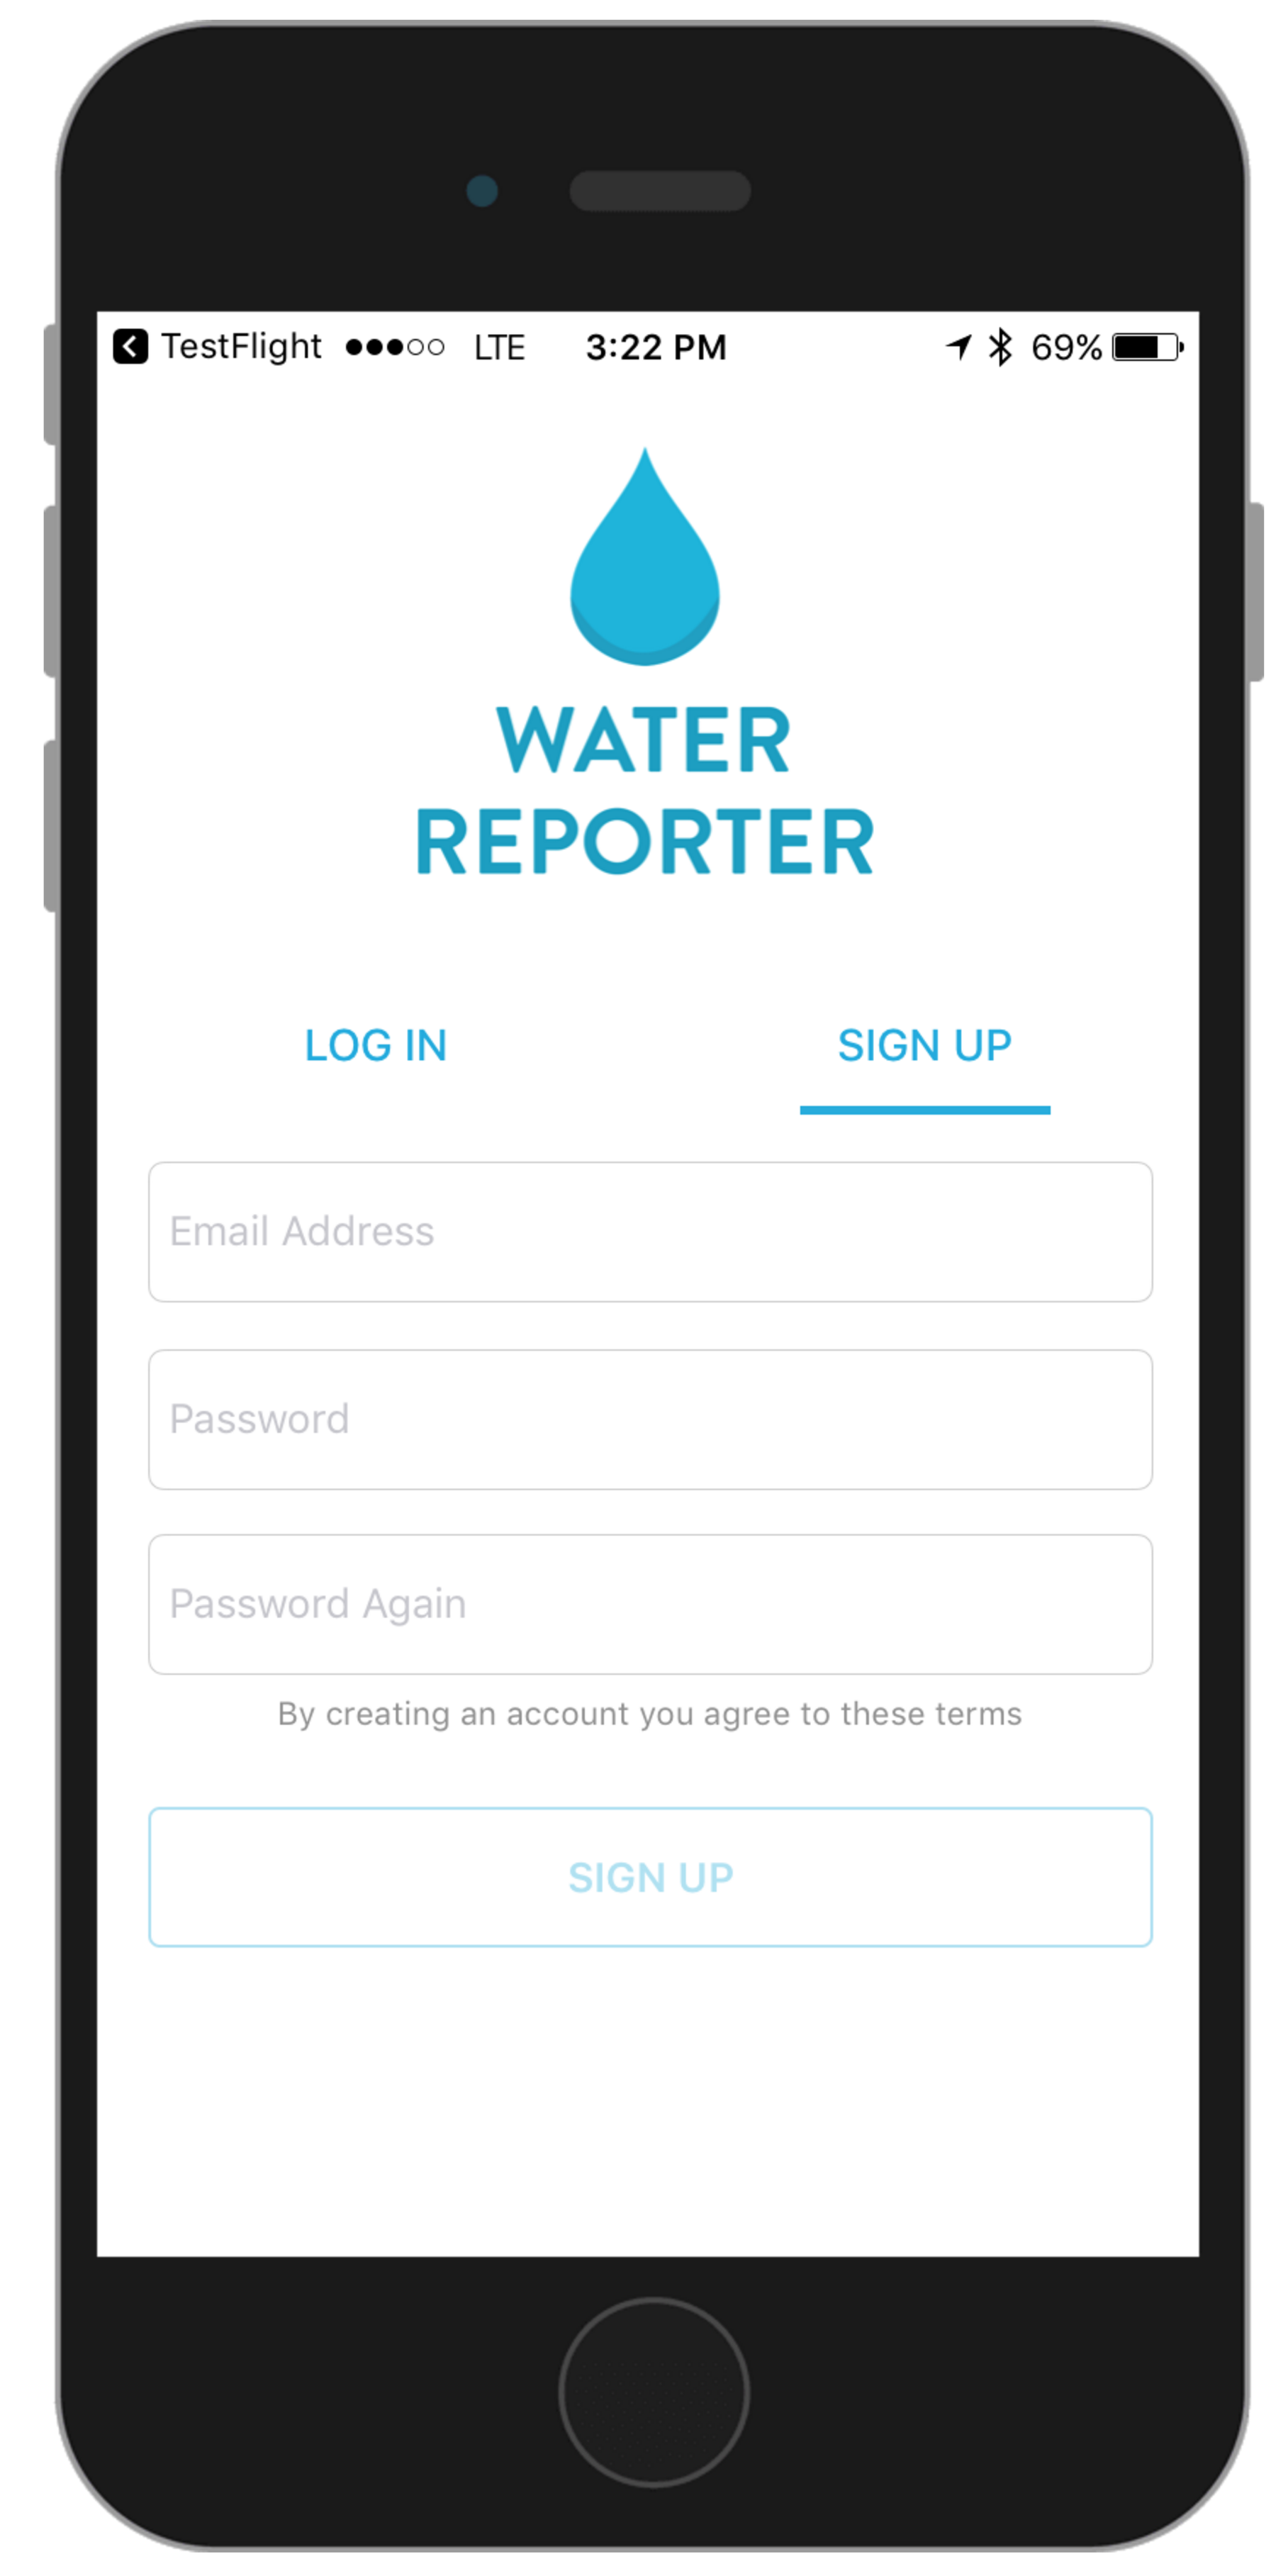 TestFlight LTE 3:22 PM 69%
WATER
REPORTER
LOG IN SIGN UP
Email Address
Password
Password Again
By creating an account you agree to these terms
SIGN UP